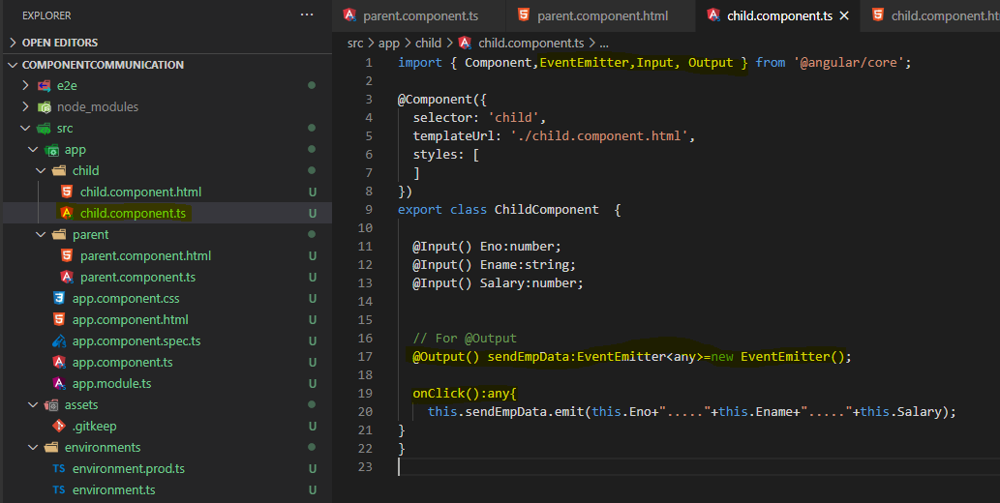 EXPLORER
···
OPEN EDITORS
COMPONENTCOMMUNICATION
e2e
node_modules
src
app
child
child.component.html U
child.component.ts U
parent
parent.component.html U
parent.component.ts U
app.component.css U
app.component.html U
app.component.spec.ts U
app.component.ts U
app.module.ts U
assets
.gitkeep U
environments
TS environment.prod.ts U
TS environment.ts U
parent.component.ts
parent.component.html
child.component.ts ×
child.component.ht
src > app > child > child.component.ts > ...
1 import { Component,EventEmitter,Input, Output } from '@angular/core';
2
3 @Component({
4 selector: 'child',
5 templateUrl: './child.component.html',
6 styles: [
7 ]
8 })
9 export class ChildComponent  {
10
11 @Input() Eno:number;
12 @Input() Ename:string;
13 @Input() Salary:number;
14
15
16 // For @Output
17 @Output() sendEmpData:EventEmitter<any>=new EventEmitter();
18
19 onClick():any{
20 this.sendEmpData.emit(this.Eno+"....."+this.Ename+"....."+this.Salary);
21 }
22 }
23